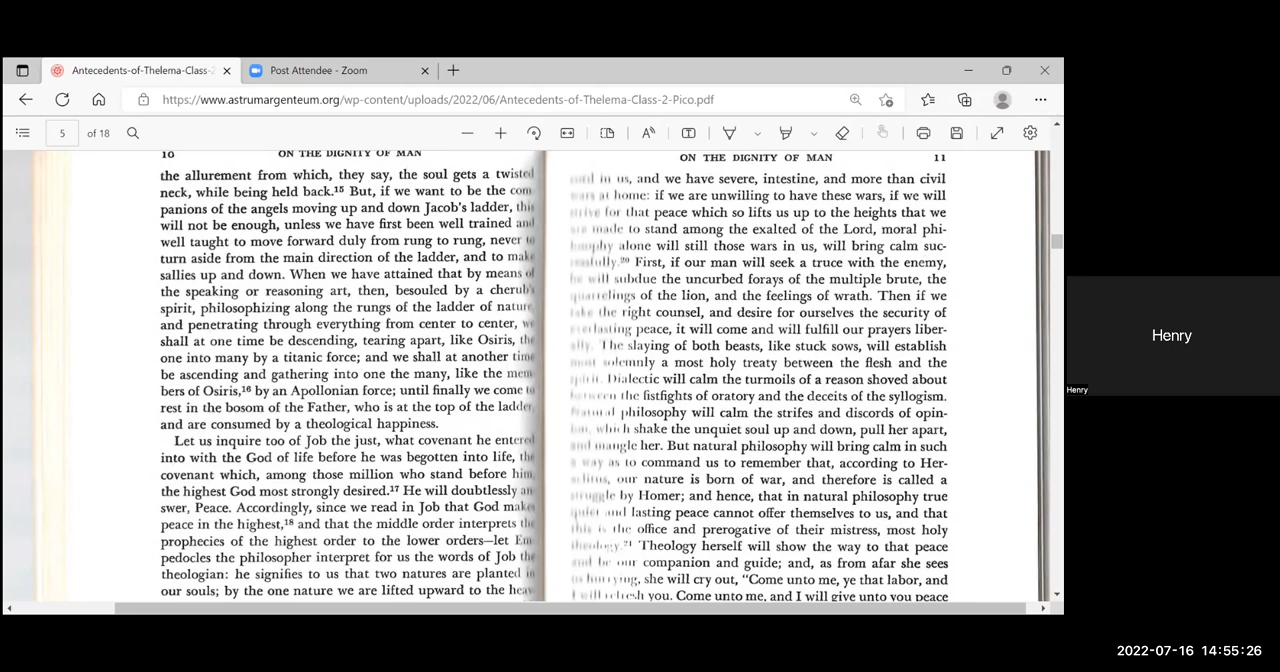 Antecedents-of-Thelema-Class-2
Post Attendee - Zoom
https://www.astrumargenteum.org/wp-content/uploads/2022/06/Antecedents-of-Thelema-Class-2-Pico.pdf
5 of 18
10 ON THE DIGNITY OF MAN
the allurement from which, they say, the soul gets a twisted
neck, while being held back.15 But, if we want to be the com
panions of the angels moving up and down Jacob's ladder, this
will not be enough, unless we have first been well trained and
well taught to move forward duly from rung to rung, never to
turn aside from the main direction of the ladder, and to make
sallies up and down. When we have attained that by means of
the speaking or reasoning art, then, besouled by a cherub's
spirit, philosophizing along the rungs of the ladder of nature,
and penetrating through everything from center to center, we
shall at one time be descending, tearing apart, like Osiris, the
one into many by a titanic force; and we shall at another time
be ascending and gathering into one the many, like the mem
bers of Osiris,16 by an Apollonian force; until finally we come to
rest in the bosom of the Father, who is at the top of the ladder,
and are consumed by a theological happiness.
Let us inquire too of Job the just, what covenant he entered
into with the God of life before he was begotten into life, the
covenant which, among those million who stand before him,
the highest God most strongly desired.17 He will doubtlessly an
swer, Peace. Accordingly, since we read in Job that God makes
peace in the highest,18 and that the middle order interprets the
prophecies of the highest order to the lower orders—let Em
pedocles the philosopher interpret for us the words of Job the
theologian: he signifies to us that two natures are planted in
our souls; by the one nature we are lifted upward to the heav
ON THE DIGNITY OF MAN 11
in us, and we have severe, intestine, and more than civil
wars at home: if we are unwilling to have these wars, if we will
strive for that peace which so lifts us up to the heights that we
are made to stand among the exalted of the Lord, moral phi-
losophy alone will still those wars in us, will bring calm suc-
cessfully.20 First, if our man will seek a truce with the enemy,
he will subdue the uncurbed forays of the multiple brute, the
quarrelings of the lion, and the feelings of wrath. Then if we
take the right counsel, and desire for ourselves the security of
everlasting peace, it will come and will fulfill our prayers liber-
ally. The slaying of both beasts, like stuck sows, will establish
most solemnly a most holy treaty between the flesh and the
spirit. Dialectic will calm the turmoils of a reason shoved about
between the fistfights of oratory and the deceits of the syllogism.
Natural philosophy will calm the strifes and discords of opin-
ion, which shake the unquiet soul up and down, pull her apart,
and mangle her. But natural philosophy will bring calm in such
a way as to command us to remember that, according to Her-
aclitus, our nature is born of war, and therefore is called a
struggle by Homer; and hence, that in natural philosophy true
quiet and lasting peace cannot offer themselves to us, and that
this is the office and prerogative of their mistress, most holy
theology.21 Theology herself will show the way to that peace
and be our companion and guide; and, as from afar she sees
us hurrying, she will cry out, "Come unto me, ye that labor, and
I will refresh you. Come unto me, and I will give unto you peace
Henry
Henry
2022-07-16 14:55:26